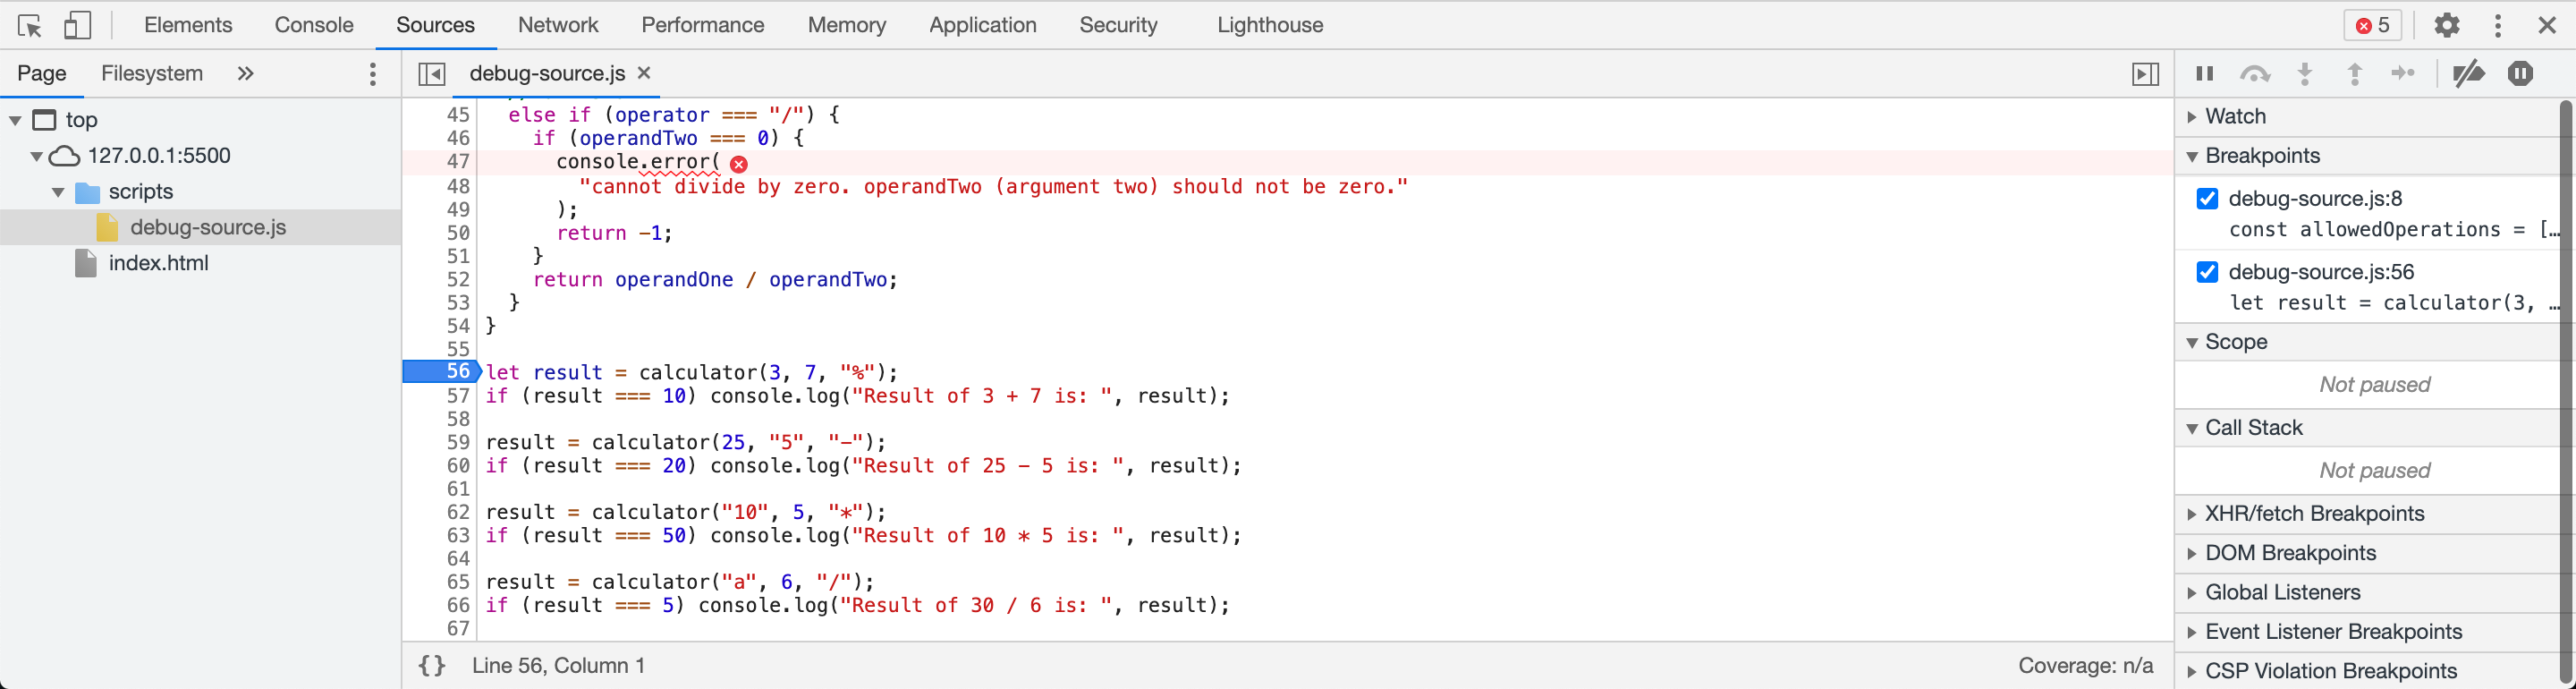 Elements Console Sources Network Performance Memory Application Security Lighthouse 5
Page Filesystem
debug-source.js
top
127.0.0.1:5500
scripts
debug-source.js
index.html
45 else if (operator === "/") {
46 if (operandTwo === 0) {
47 console.error(
48 "cannot divide by zero. operandTwo (argument two) should not be zero."
49 );
50 return -1;
51 }
52 return operandOne / operandTwo;
53 }
54 }
55
56 let result = calculator(3, 7, "%");
57 if (result === 10) console.log("Result of 3 + 7 is: ", result);
58
59 result = calculator(25, "5", "-");
60 if (result === 20) console.log("Result of 25 - 5 is: ", result);
61
62 result = calculator("10", 5, "*");
63 if (result === 50) console.log("Result of 10 * 5 is: ", result);
64
65 result = calculator("a", 6, "/");
66 if (result === 5) console.log("Result of 30 / 6 is: ", result);
67
{} Line 56, Column 1
Coverage: n/a
Watch
Breakpoints
debug-source.js:8
const allowedOperations = […
debug-source.js:56
let result = calculator(3, …
Scope
Not paused
Call Stack
Not paused
XHR/fetch Breakpoints
DOM Breakpoints
Global Listeners
Event Listener Breakpoints
CSP Violation Breakpoints